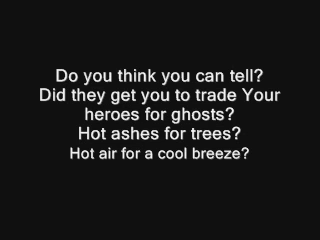 Do you think you can tell?
Did they get you to trade Your
heroes for ghosts?
Hot ashes for trees?
Hot air for a cool breeze?